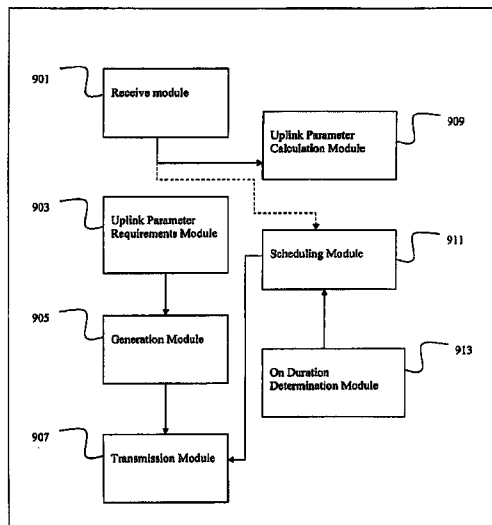 901
Receive module
Uplink Parameter
Calculation Module
909
903
Uplink Parameter
Requirements Module
Scheduling Module
911
905
Generation Module
On Duration
Determination Module
913
907
Transmission Module